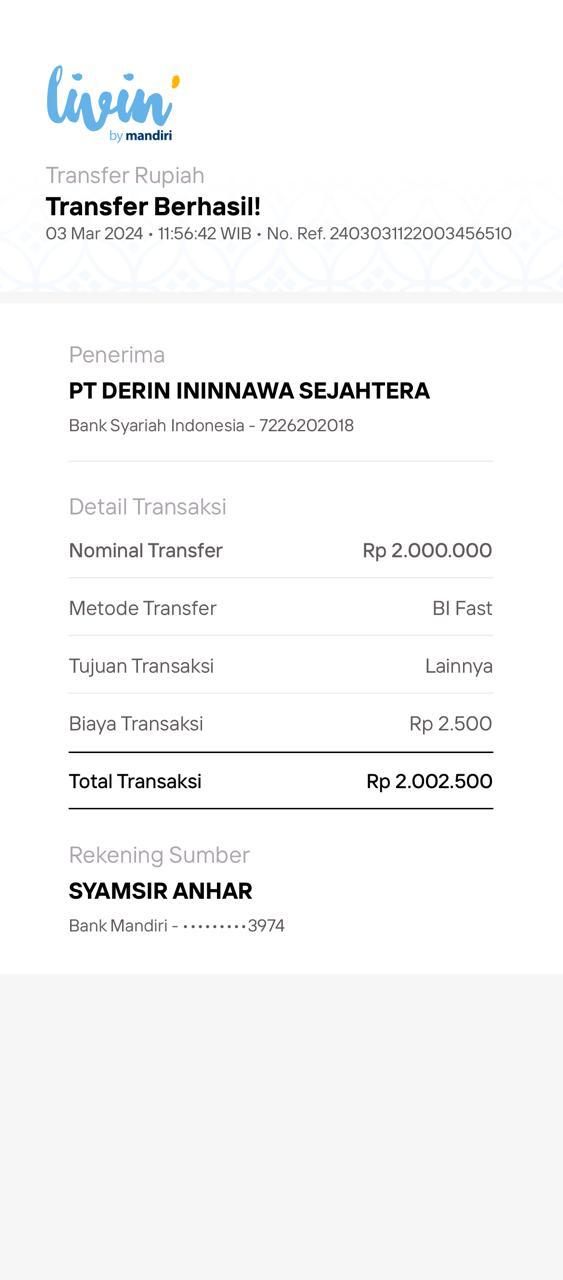 livin'
by mandiri
Transfer Rupiah
Transfer Berhasil!
03 Mar 2024 • 11:56:42 WIB • No. Ref. 2403031122003456510
Penerima
PT DERIN ININNAWA SEJAHTERA
Bank Syariah Indonesia - 7226202018
Detail Transaksi
Nominal Transfer Rp 2.000.000
Metode Transfer BI Fast
Tujuan Transaksi Lainnya
Biaya Transaksi Rp 2.500
Total Transaksi Rp 2.002.500
Rekening Sumber
SYAMSIR ANHAR
Bank Mandiri - •••••••••3974